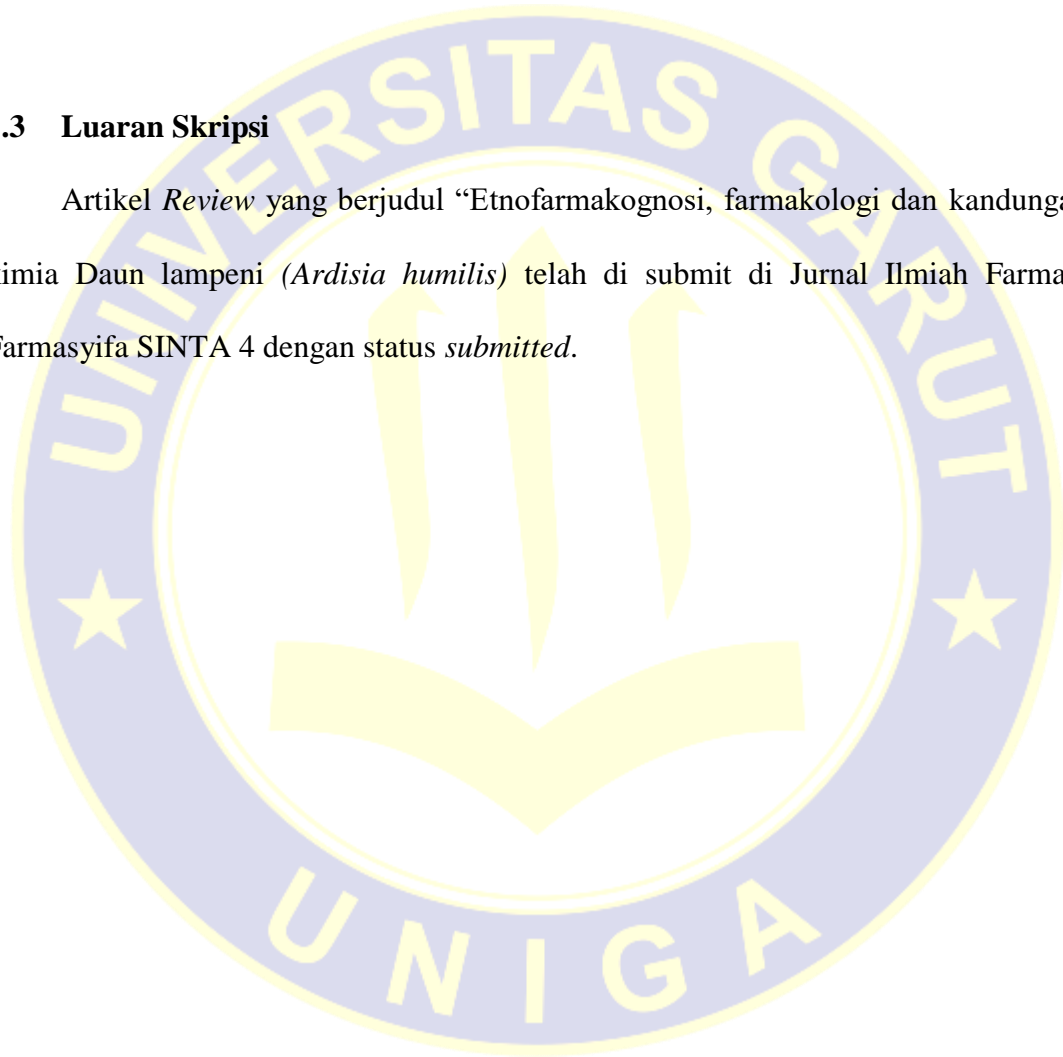 .3 Luaran Skripsi
Artikel Review yang berjudul “Etnofarmakognosi, farmakologi dan kandunga
kimia Daun lampeni (Ardisia humilis) telah di submit di Jurnal Ilmiah Farma
Farmasyifa SINTA 4 dengan status submitted.
UNIVERSITAS GARUT
UNIGA